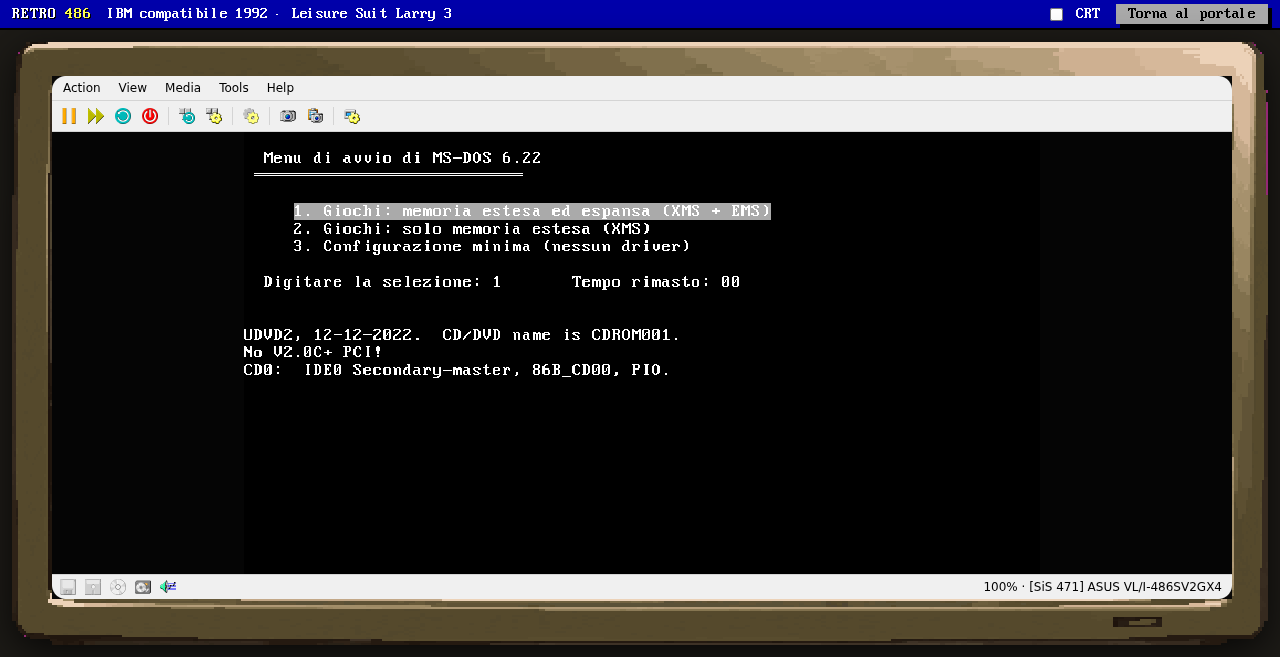 RETRO 486 IBM compatibile 1992 · Leisure Suit Larry 3 CRT Torna al portale
Action View Media Tools Help
Menu di avvio di MS-DOS 6.22
1. Giochi: memoria estesa ed espansa (XMS + EMS)
2. Giochi: solo memoria estesa (XMS)
3. Configurazione minima (nessun driver)
Digitare la selezione: 1 Tempo rimasto: 00
UDVD2, 12-12-2022. CD/DVD name is CDROM001.
No V2.0C+ PCI!
CD0: IDE0 Secondary-master, 86B_CD00, PIO.
100% · [SiS 471] ASUS VL/I-486SV2GX4